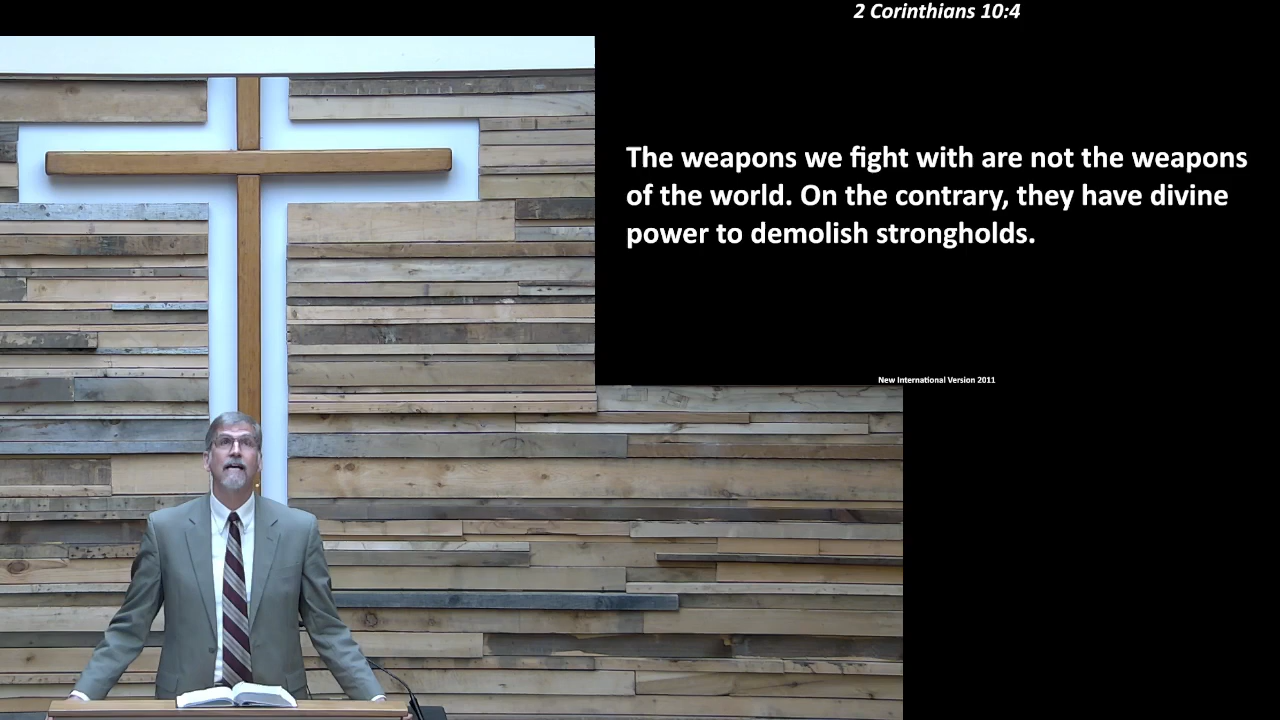 2 Corinthians 10:4
The weapons we fight with are not the weapons
of the world. On the contrary, they have divine
power to demolish strongholds.
New International Version 2011